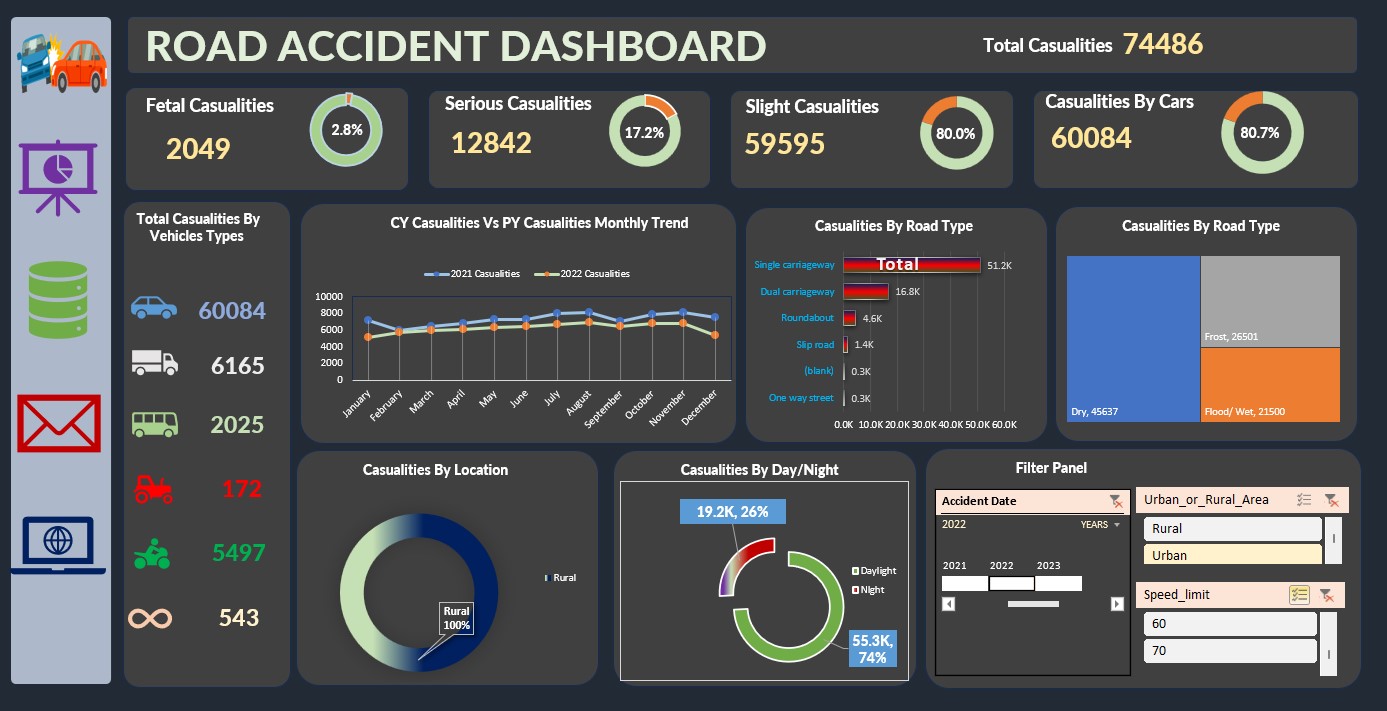 ROAD ACCIDENT DASHBOARD
Total Casualities 74486
Fetal Casualities
2049
2.8%
Serious Casualities
12842
17.2%
Slight Casualities
59595
80.0%
Casualities By Cars
60084
80.7%
Total Casualities By
Vehicles Types
60084
6165
2025
172
5497
543
CY Casualities Vs PY Casualities Monthly Trend
2021 Casualities
2022 Casualities
10000
8000
6000
4000
2000
0
January
February
March
April
May
June
July
August
September
October
November
December
Casualities By Road Type
Single carriageway
Total
51.2K
Dual carriageway
16.8K
Roundabout
4.6K
Slip road
1.4K
(blank)
0.3K
One way street
0.3K
0.0K 10.0K 20.0K 30.0K 40.0K 50.0K 60.0K
Casualities By Road Type
Dry, 45637
Frost, 26501
Flood/ Wet, 21500
Casualities By Location
Rural
100%
Rural
Casualities By Day/Night
19.2K, 26%
Daylight
Night
55.3K,
74%
Filter Panel
Accident Date
2022
YEARS
2021 2022 2023
Urban_or_Rural_Area
Rural
Urban
Speed_limit
60
70